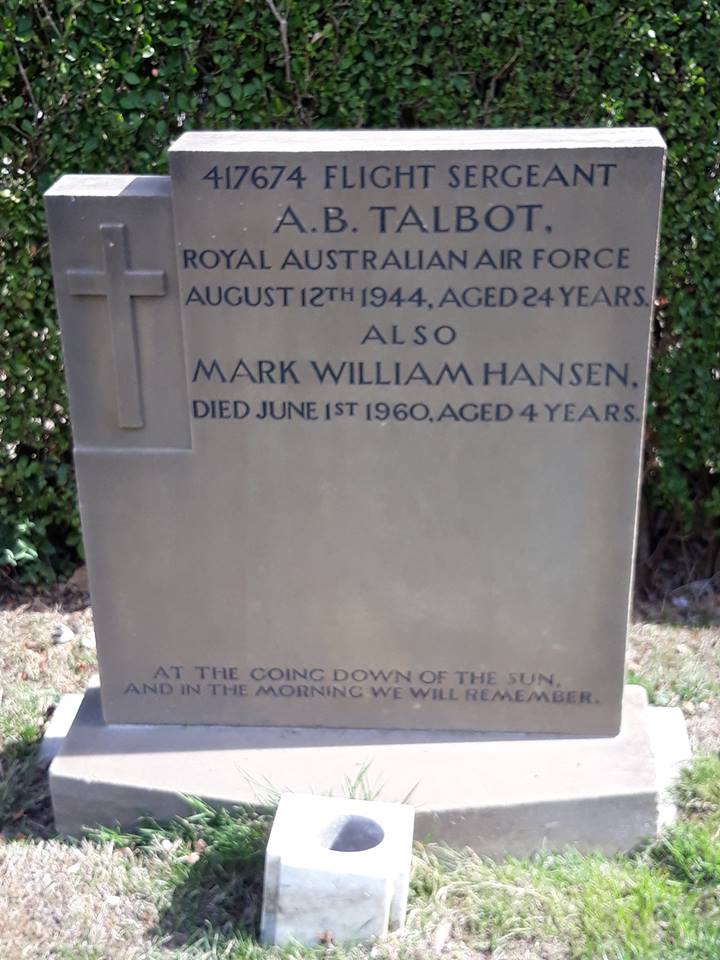 417674 FLIGHT SERGEANT
A.B. TALBOT,
ROYAL AUSTRALIAN AIR FORCE
AUGUST 12TH 1944, AGED 24 YEARS.
ALSO
MARK WILLIAM HANSEN,
DIED JUNE 1ST 1960, AGED 4 YEARS.
AT THE GOING DOWN OF THE SUN,
AND IN THE MORNING WE WILL REMEMBER.